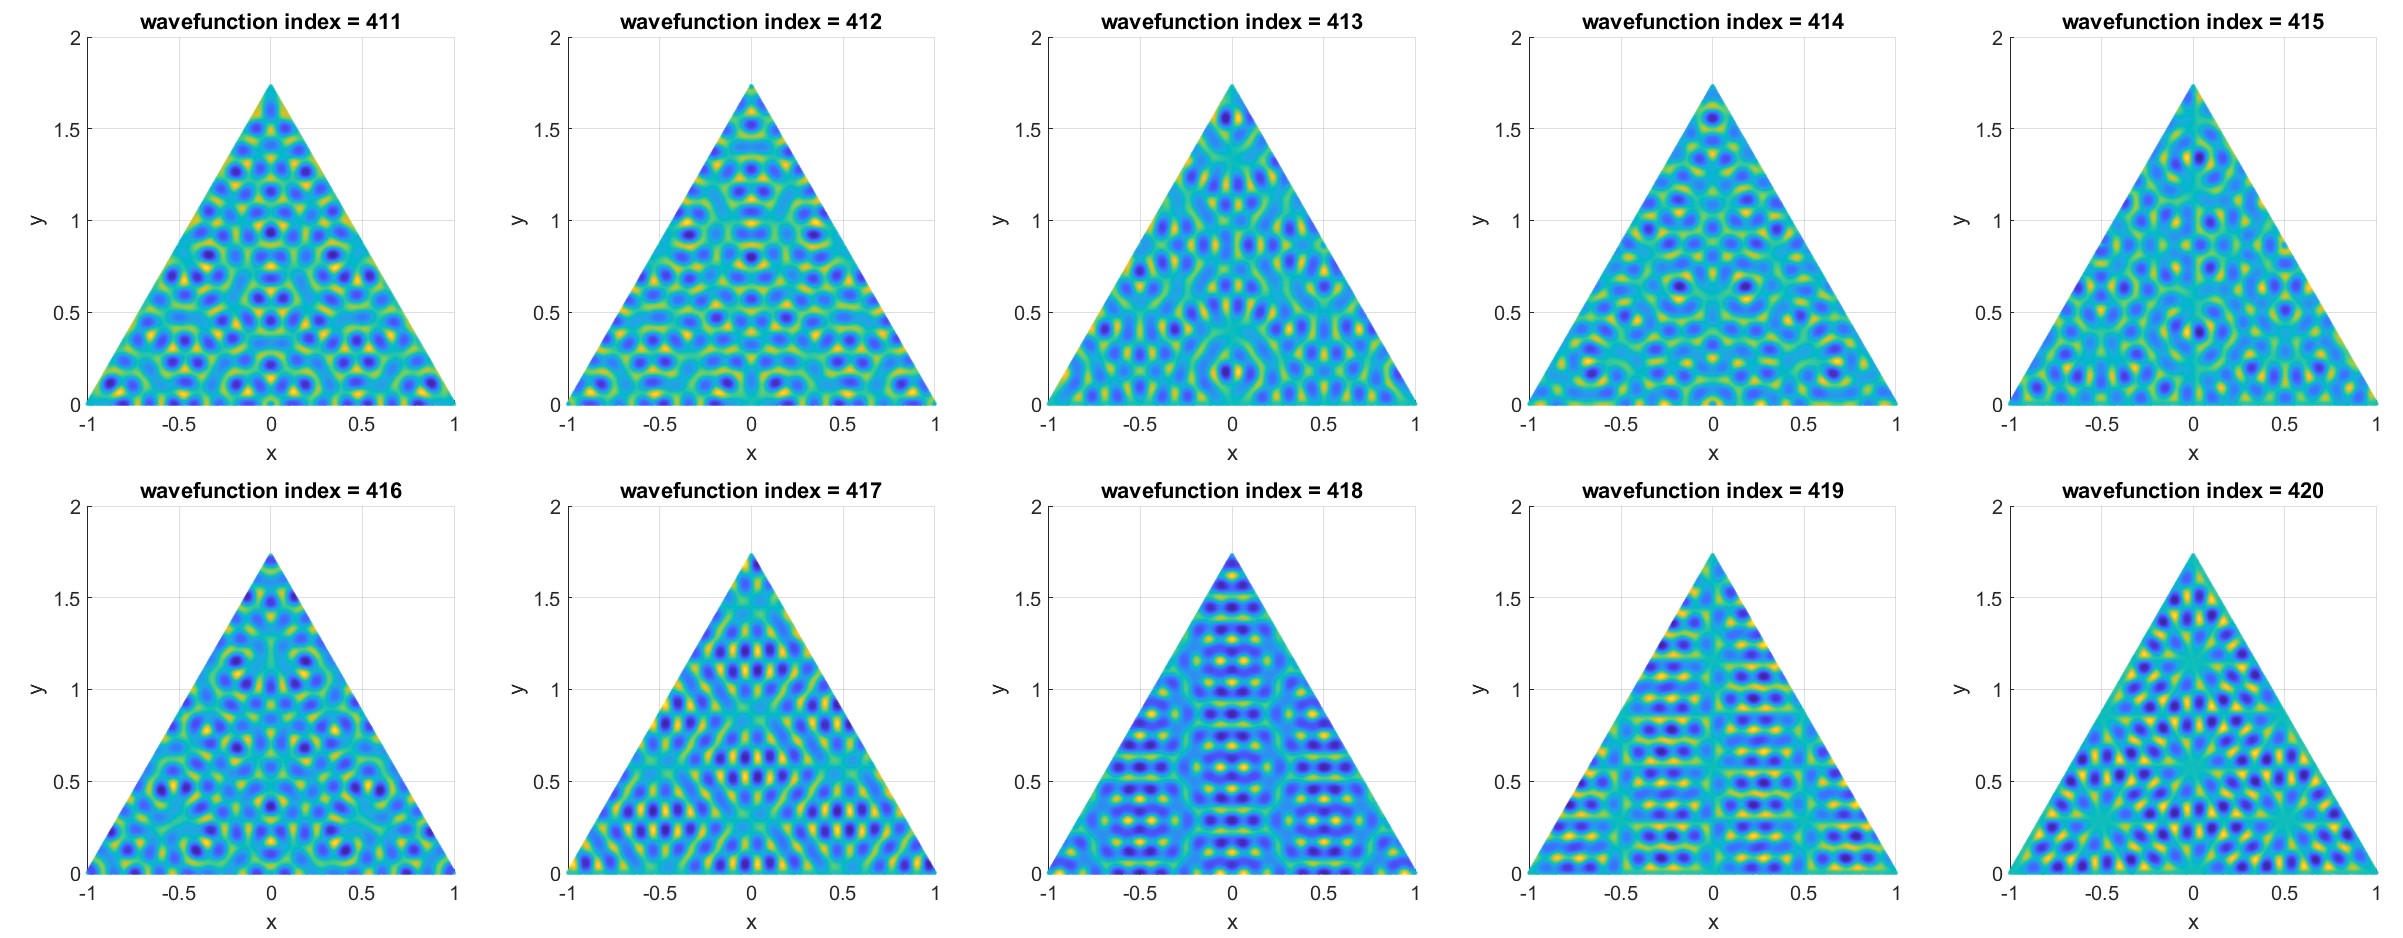 wavefunction index = 411
2
1.5
1
0.5
0
y
-1 -0.5 0 0.5 1
x
wavefunction index = 412
2
1.5
1
0.5
0
y
-1 -0.5 0 0.5 1
x
wavefunction index = 413
2
1.5
1
0.5
0
y
-1 -0.5 0 0.5 1
x
wavefunction index = 414
2
1.5
1
0.5
0
y
-1 -0.5 0 0.5 1
x
wavefunction index = 415
2
1.5
1
0.5
0
y
-1 -0.5 0 0.5 1
x
wavefunction index = 416
2
1.5
1
0.5
0
y
-1 -0.5 0 0.5 1
x
wavefunction index = 417
2
1.5
1
0.5
0
y
-1 -0.5 0 0.5 1
x
wavefunction index = 418
2
1.5
1
0.5
0
y
-1 -0.5 0 0.5 1
x
wavefunction index = 419
2
1.5
1
0.5
0
y
-1 -0.5 0 0.5 1
x
wavefunction index = 420
2
1.5
1
0.5
0
y
-1 -0.5 0 0.5 1
x